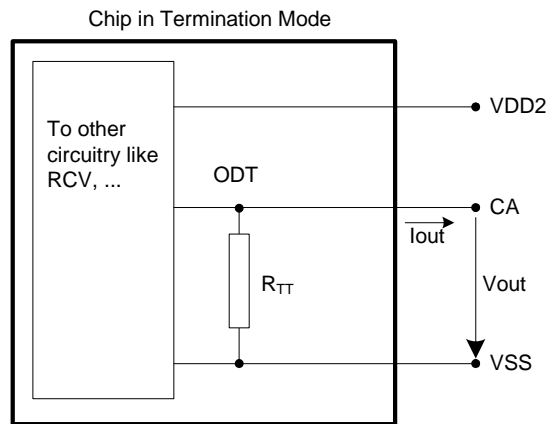 Chip in Termination Mode
To other
circuitry like
RCV, ...
VDD2
ODT
CA
Iout
RTT
Vout
VSS